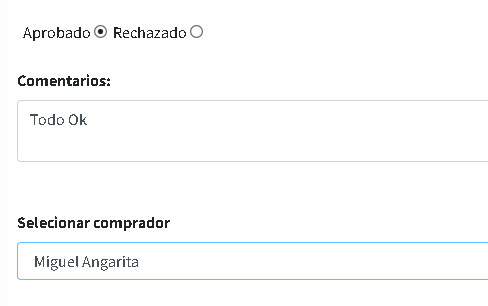 Aprobado Rechazado
Comentarios:
Todo Ok
Selecionar comprador
Miguel Angarita